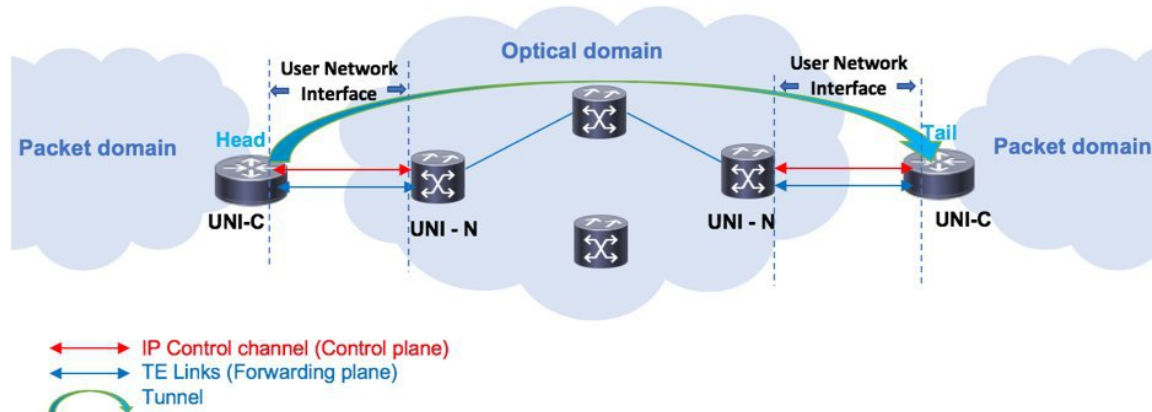 Optical domain
User Network
Interface
User Network
Interface
Packet domain
Head
Tail
Packet domain
UNI-C
UNI - N
UNI - N
UNI-C
IP Control channel (Control plane)
TE Links (Forwarding plane)
Tunnel